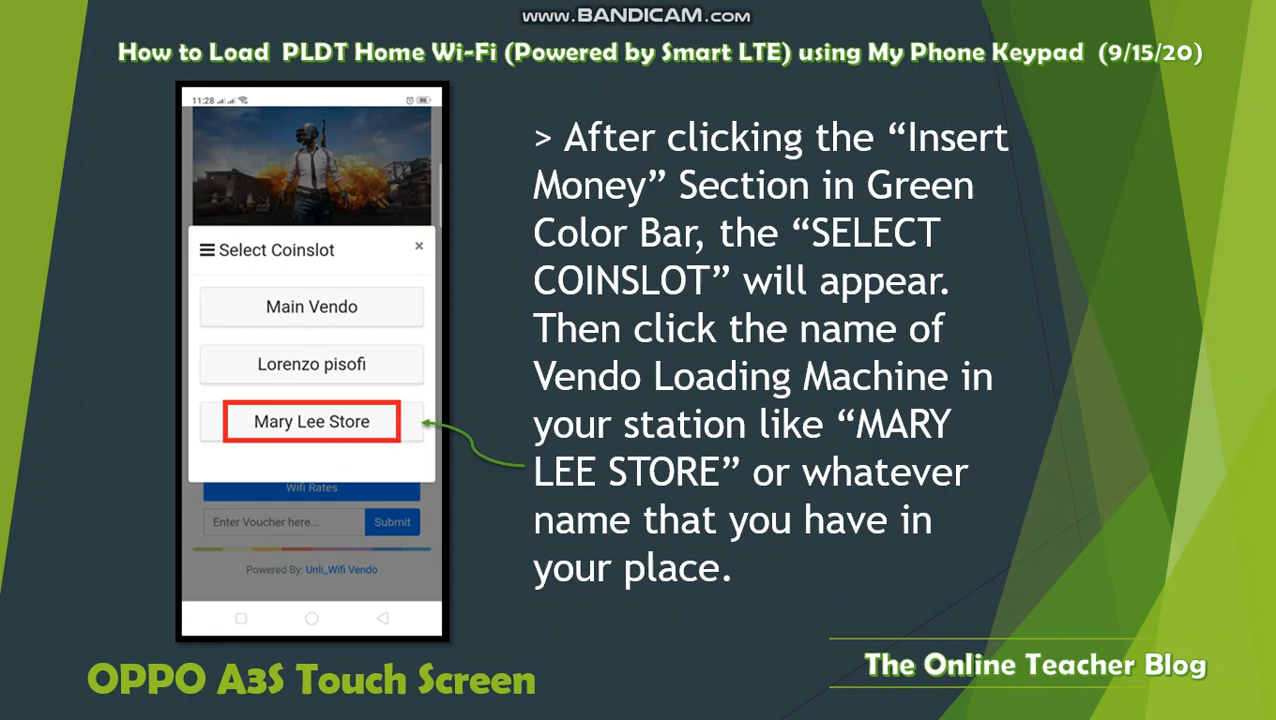 www.BANDICAM.com
How to Load PLDT Home Wi-Fi (Powered by Smart LTE) using My Phone Keypad (9/15/20)
11:28
86
Select Coinslot
×
Main Vendo
Lorenzo pisofi
Mary Lee Store
Wifi Rates
Enter Voucher here...
Submit
Powered By: Unli_Wifi Vendo
> After clicking the “Insert
Money” Section in Green
Color Bar, the “SELECT
COINSLOT” will appear.
Then click the name of
Vendo Loading Machine in
your station like “MARY
LEE STORE” or whatever
name that you have in
your place.
OPPO A3S Touch Screen
The Online Teacher Blog